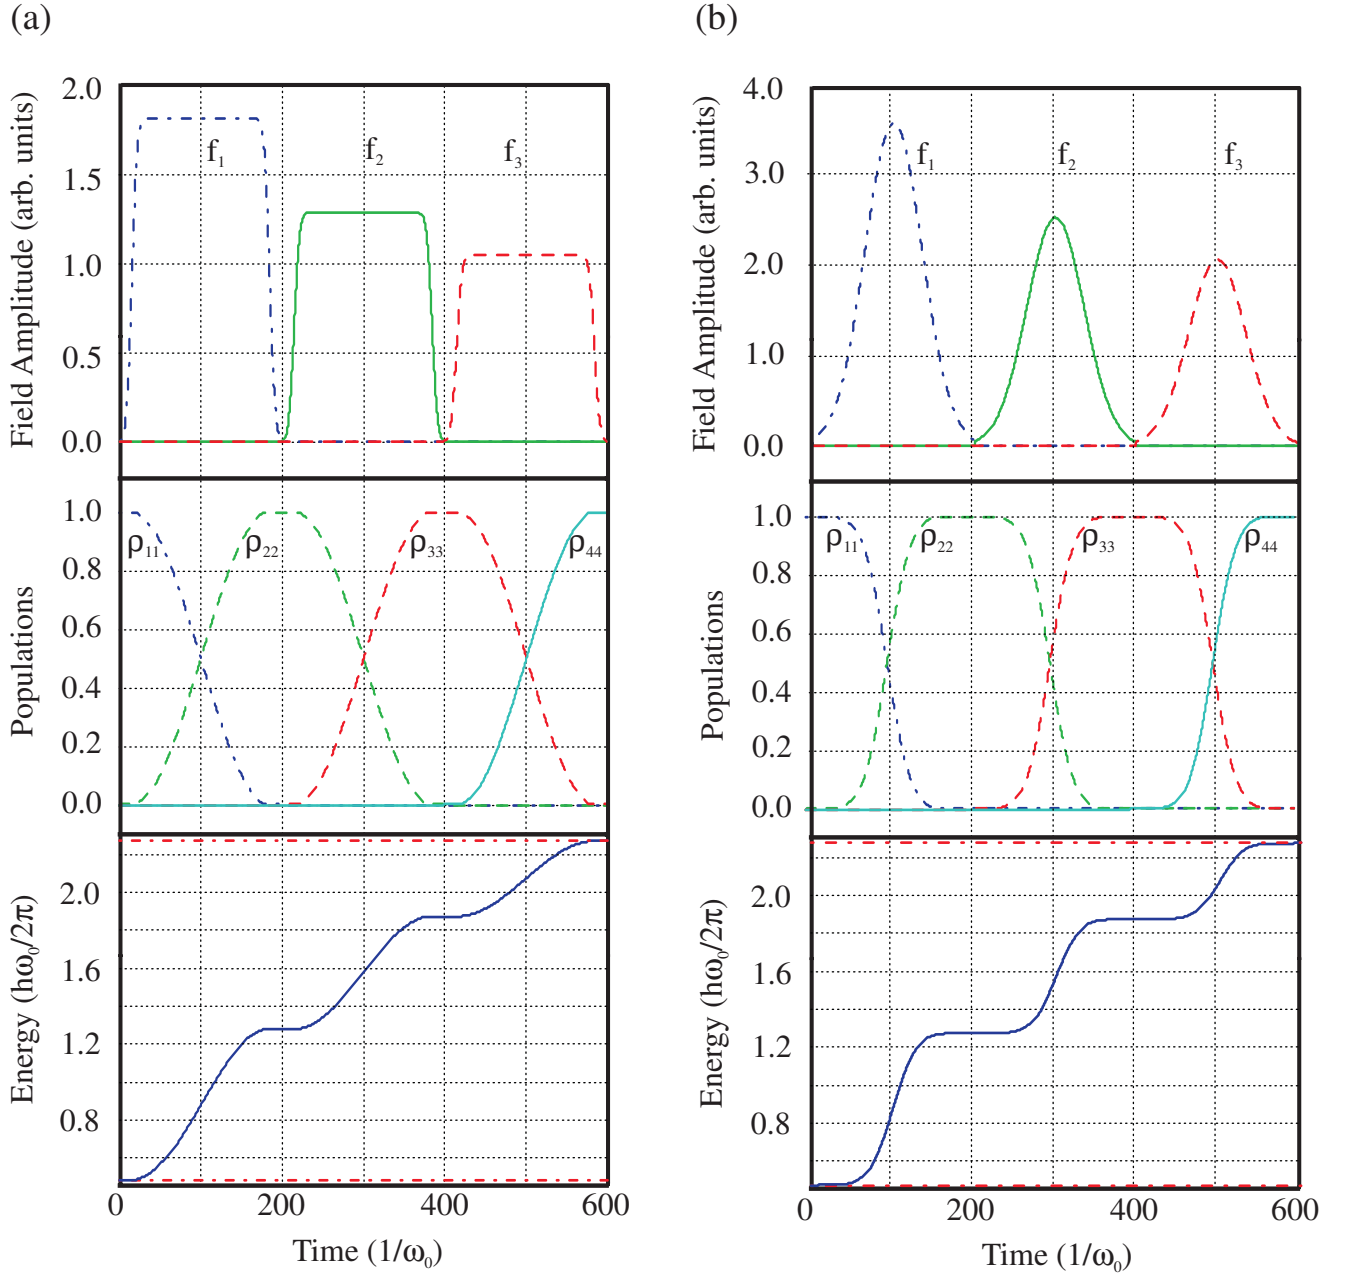 (a)
Field Amplitude (arb. units)
2.0
1.5
1.0
0.5
0.0
f₁
f₂
f₃
Populations
1.0
0.8
0.6
0.4
0.2
0.0
ρ₁₁
ρ₂₂
ρ₃₃
ρ₄₄
Energy (hω₀/2π)
2.0
1.6
1.2
0.8
0
200
400
600
Time (1/ω₀)
(b)
Field Amplitude (arb. units)
4.0
3.0
2.0
1.0
0.0
f₁
f₂
f₃
Populations
1.0
0.8
0.6
0.4
0.2
0.0
ρ₁₁
ρ₂₂
ρ₃₃
ρ₄₄
Energy (hω₀/2π)
2.0
1.6
1.2
0.8
0
200
400
600
Time (1/ω₀)